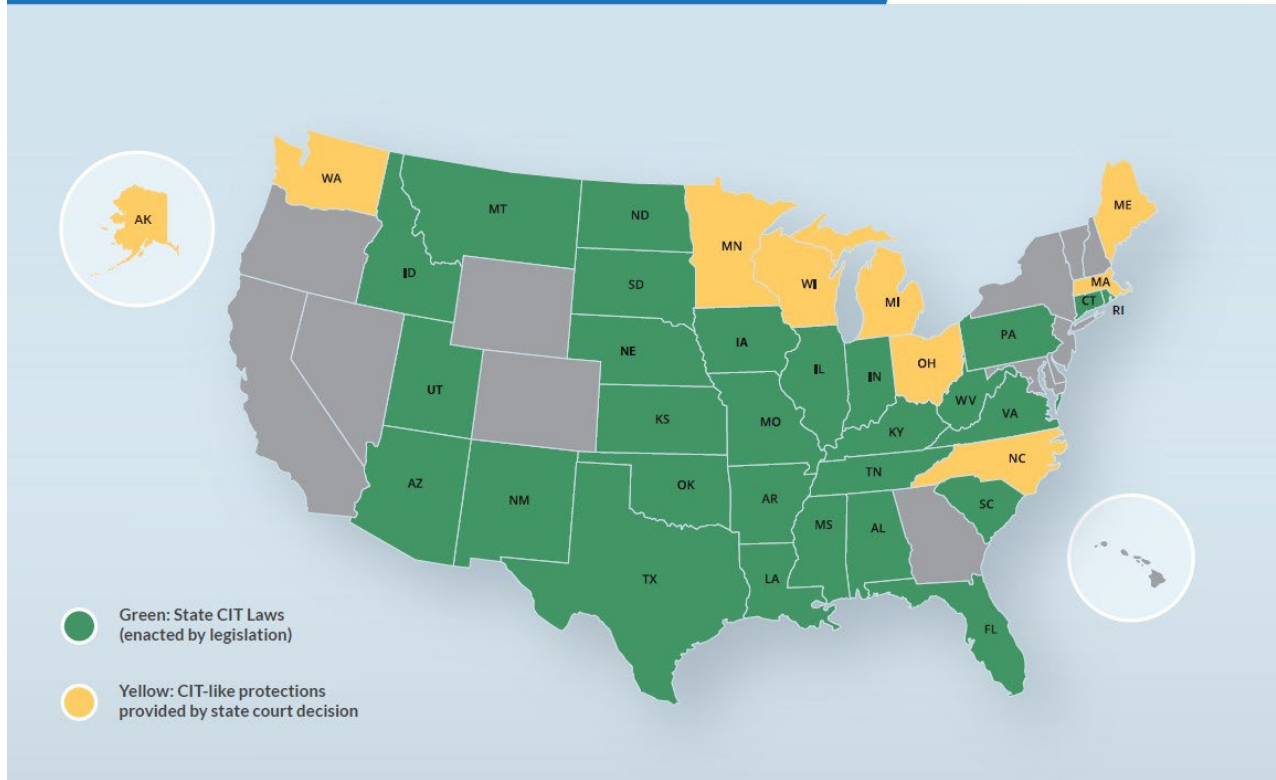 WA
MT
ND
ME
AK
MN
ID
SD
WI
MI
MA
CT
RI
NE
IA
PA
OH
IL
IN
UT
WV
VA
KS
MO
KY
NC
TN
AZ
NM
OK
AR
SC
MS
AL
TX
LA
FL
Green: State CIT Laws
(enacted by legislation)
Yellow: CIT-like protections
provided by state court decision